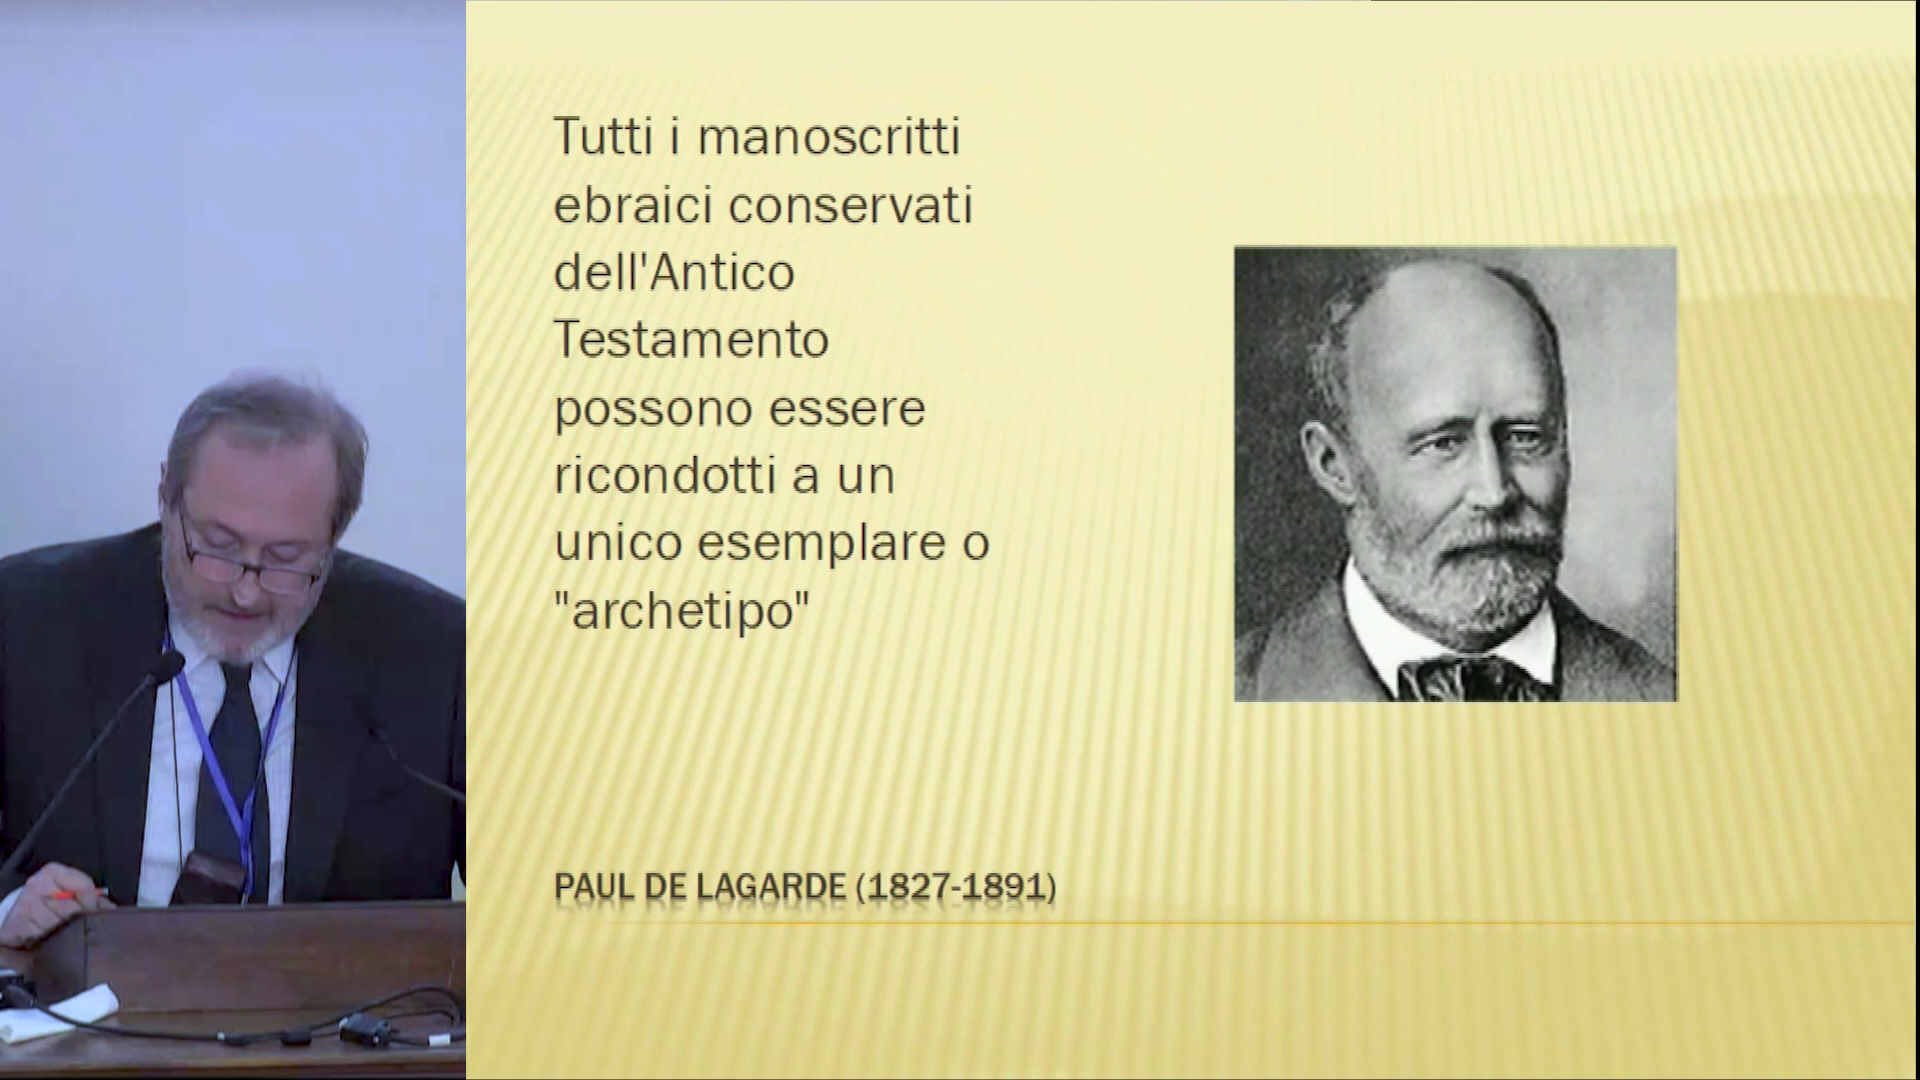 Tutti i manoscritti
ebraici conservati
dell'Antico
Testamento
possono essere
ricondotti a un
unico esemplare o
"archetipo"
PAUL DE LAGARDE (1827-1891)